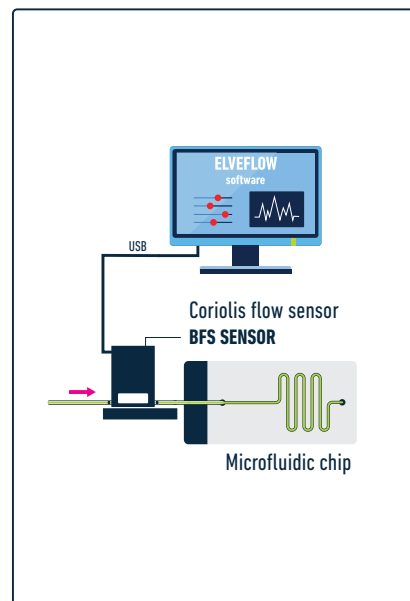 ELVEFLOW
software
USB
Coriolis flow sensor
BFS SENSOR
Microfluidic chip